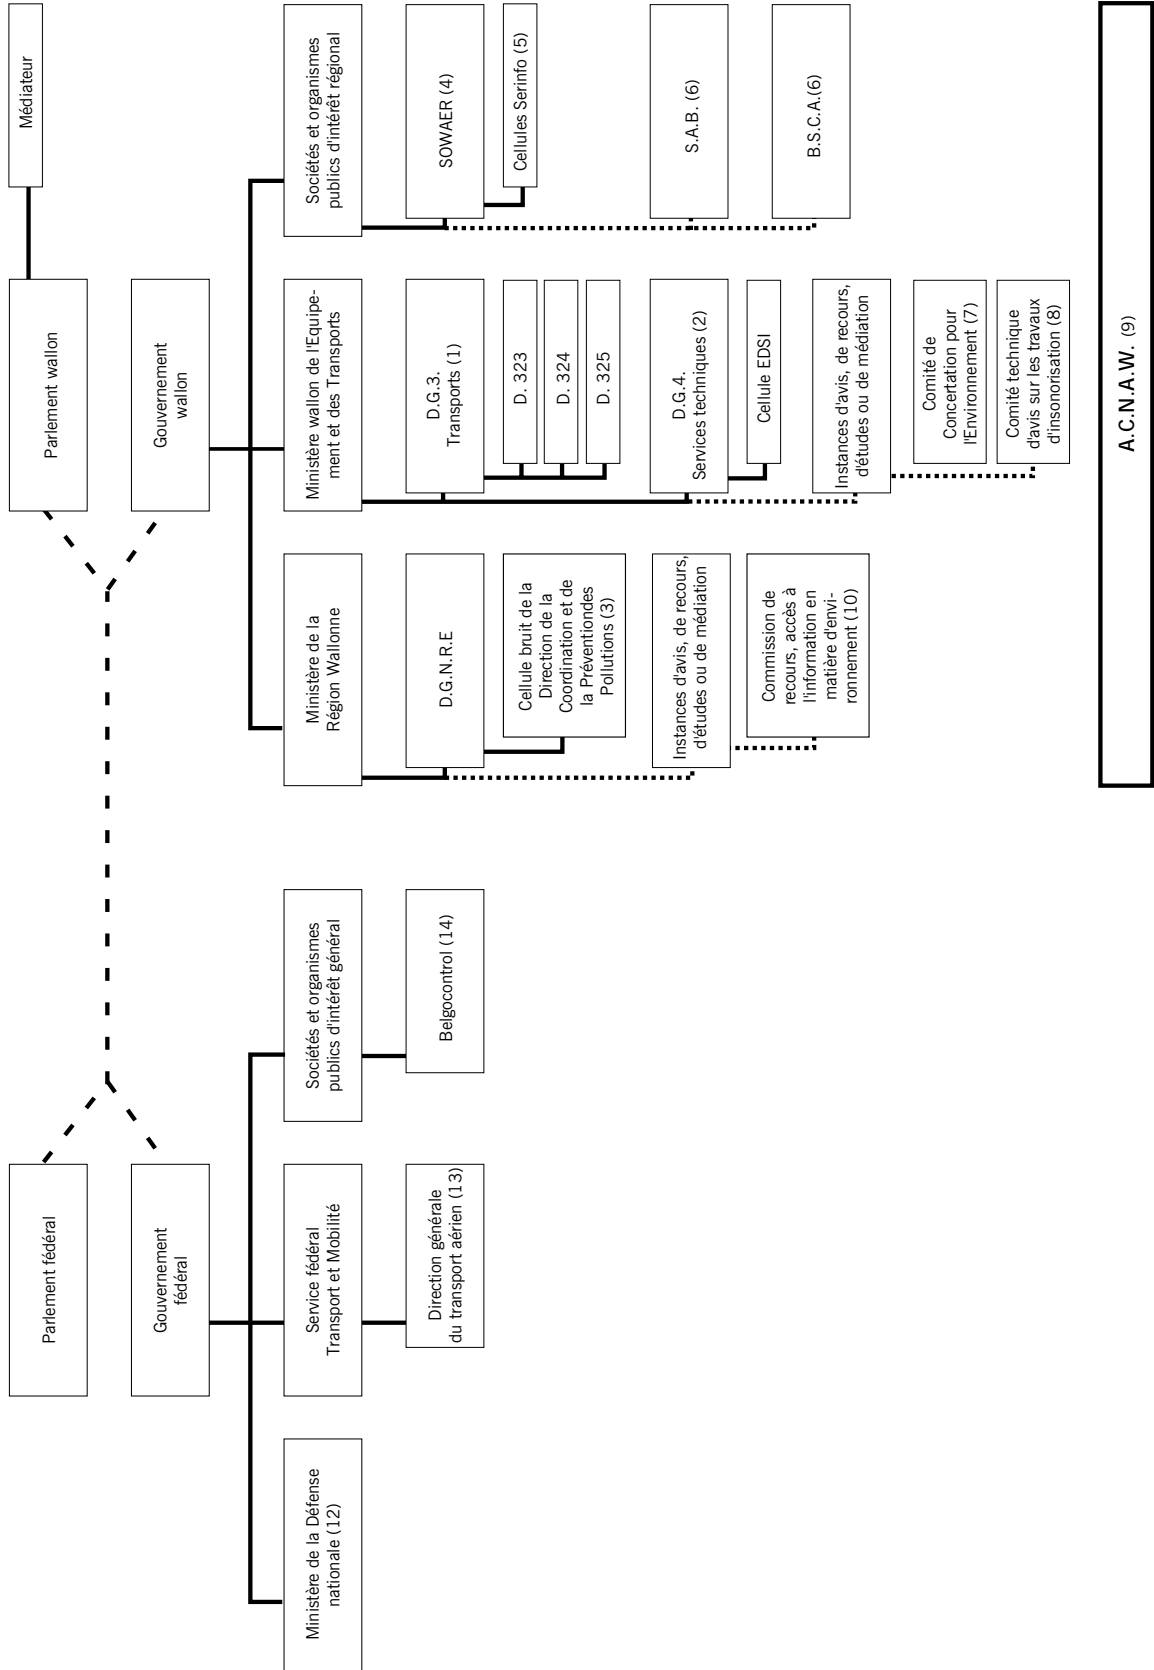 Parlement fédéral
Gouvernement
fédéral
Ministère de la Défense
nationale (12)
Service fédéral
Transport et Mobilité
Direction générale
du transport aérien (13)
Sociétés et organismes
publics d'intérêt général
Belgocontrol (14)
Parlement wallon
Médiateur
Gouvernement
wallon
Ministère de la
Région Wallonne
D.G.N.R.E
Cellule bruit de la
Direction de la
Coordination et de
la Préventiondes
Pollutions (3)
Instances d'avis, de recours,
d'études ou de médiation
Commission de
recours, accès à
l'information en
matière d'envi-
ronnement (10)
Ministère wallon de l'Equipe-
ment et des Transports
D.G.3.
Transports (1)
D. 323
D. 324
D. 325
D.G.4.
Services techniques (2)
Cellule EDSI
Instances d'avis, de recours,
d'études ou de médiation
Comité de
Concertation pour
l'Environnement (7)
Comité technique
d'avis sur les travaux
d'insonorisation (8)
Sociétés et organismes
publics d'intérêt régional
SOWAER (4)
Cellules Serinfo (5)
S.A.B. (6)
B.S.C.A.(6)
A.C.N.A.W. (9)